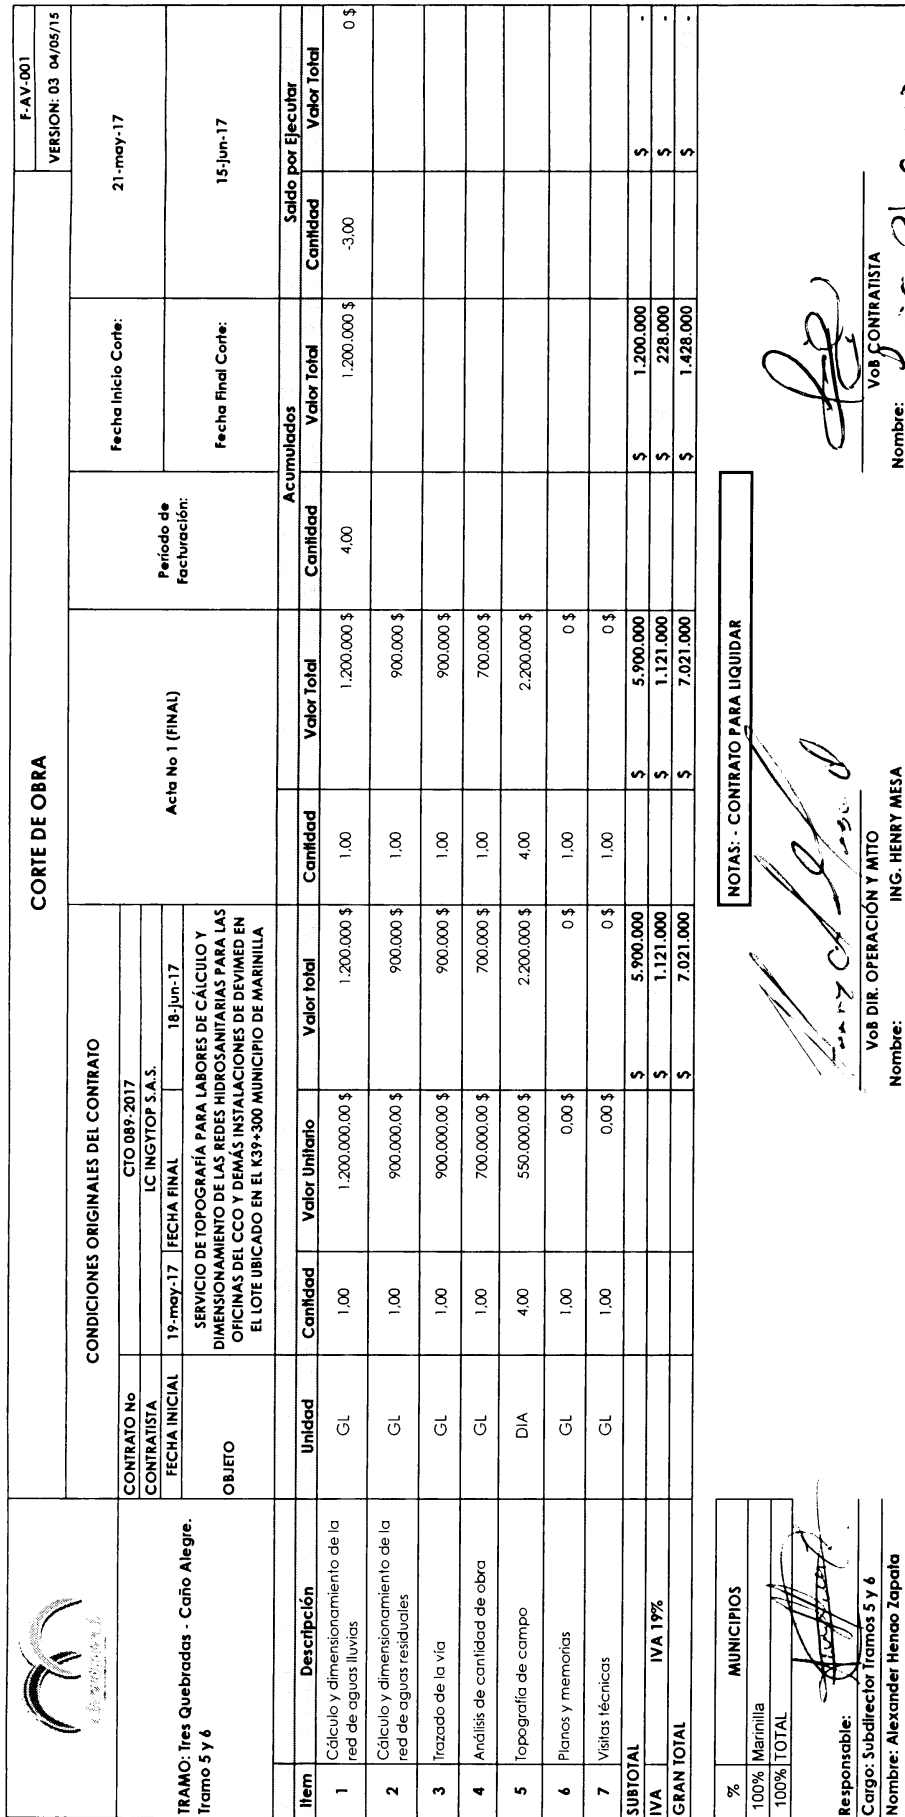 CORTE DE OBRA
F-AV-001
VERSION: 03 04/05/15
TRAMO: Tres Quebradas - Caño Alegre.
Tramo 5 y 6
CONDICIONES ORIGINALES DEL CONTRATO
CONTRATO No CTO 089-2017
CONTRATISTA LC INGYTOP S.A.S.
FECHA INICIAL 19-may-17 FECHA FINAL 18-jun-17
OBJETO
SERVICIO DE TOPOGRAFÍA PARA LABORES DE CÁLCULO Y
DIMENSIONAMIENTO DE LAS REDES HIDROSANITARIAS PARA LAS
OFICINAS DEL CCO Y DEMÁS INSTALACIONES DE DEVIMED EN
EL LOTE UBICADO EN EL K39+300 MUNICIPIO DE MARINILLA
Acta No 1 (FINAL)
Período de
Facturación:
Fecha Inicio Corte: 21-may-17
Fecha Final Corte: 15-jun-17
Acumulados Saldo por Ejecutar
Item Descripción Unidad Cantidad Valor Unitario Valor total Cantidad Valor Total Cantidad Valor Total Cantidad Valor Total
1 Cálculo y dimensionamiento de la
red de aguas lluvias GL 1.00 1.200.000.00 $ 1.200.000 $ 1.00 1.200.000 $ 4.00 1.200.000 $ -3.00 0 $
2 Cálculo y dimensionamiento de la
red de aguas residuales GL 1.00 900.000.00 $ 900.000 $ 1.00 900.000 $
3 Trazado de la vía GL 1.00 900.000.00 $ 900.000 $ 1.00 900.000 $
4 Análisis de cantidad de obra GL 1.00 700.000.00 $ 700.000 $ 1.00 700.000 $
5 Topografía de campo DIA 4.00 550.000.00 $ 2.200.000 $ 4.00 2.200.000 $
6 Planos y memorias GL 1.00 0.00 $ 0 $ 1.00 0 $
7 Visitas técnicas GL 1.00 0.00 $ 0 $ 1.00 0 $
SUBTOTAL $ 5.900.000 $ 5.900.000 $ 1.200.000 $ -
IVA IVA 19% $ 1.121.000 $ 1.121.000 $ 228.000 $ -
GRAN TOTAL $ 7.021.000 $ 7.021.000 $ 1.428.000 $ -
% MUNICIPIOS
100% Marinilla
100% TOTAL
NOTAS: - CONTRATO PARA LIQUIDAR
Responsable:
Cargo: Subdirector Tramos 5 y 6
Nombre: Alexander Henao Zapata
VoB DIR. OPERACIÓN Y MTTO
Nombre: ING. HENRY MESA
VoB CONTRATISTA
Nombre: